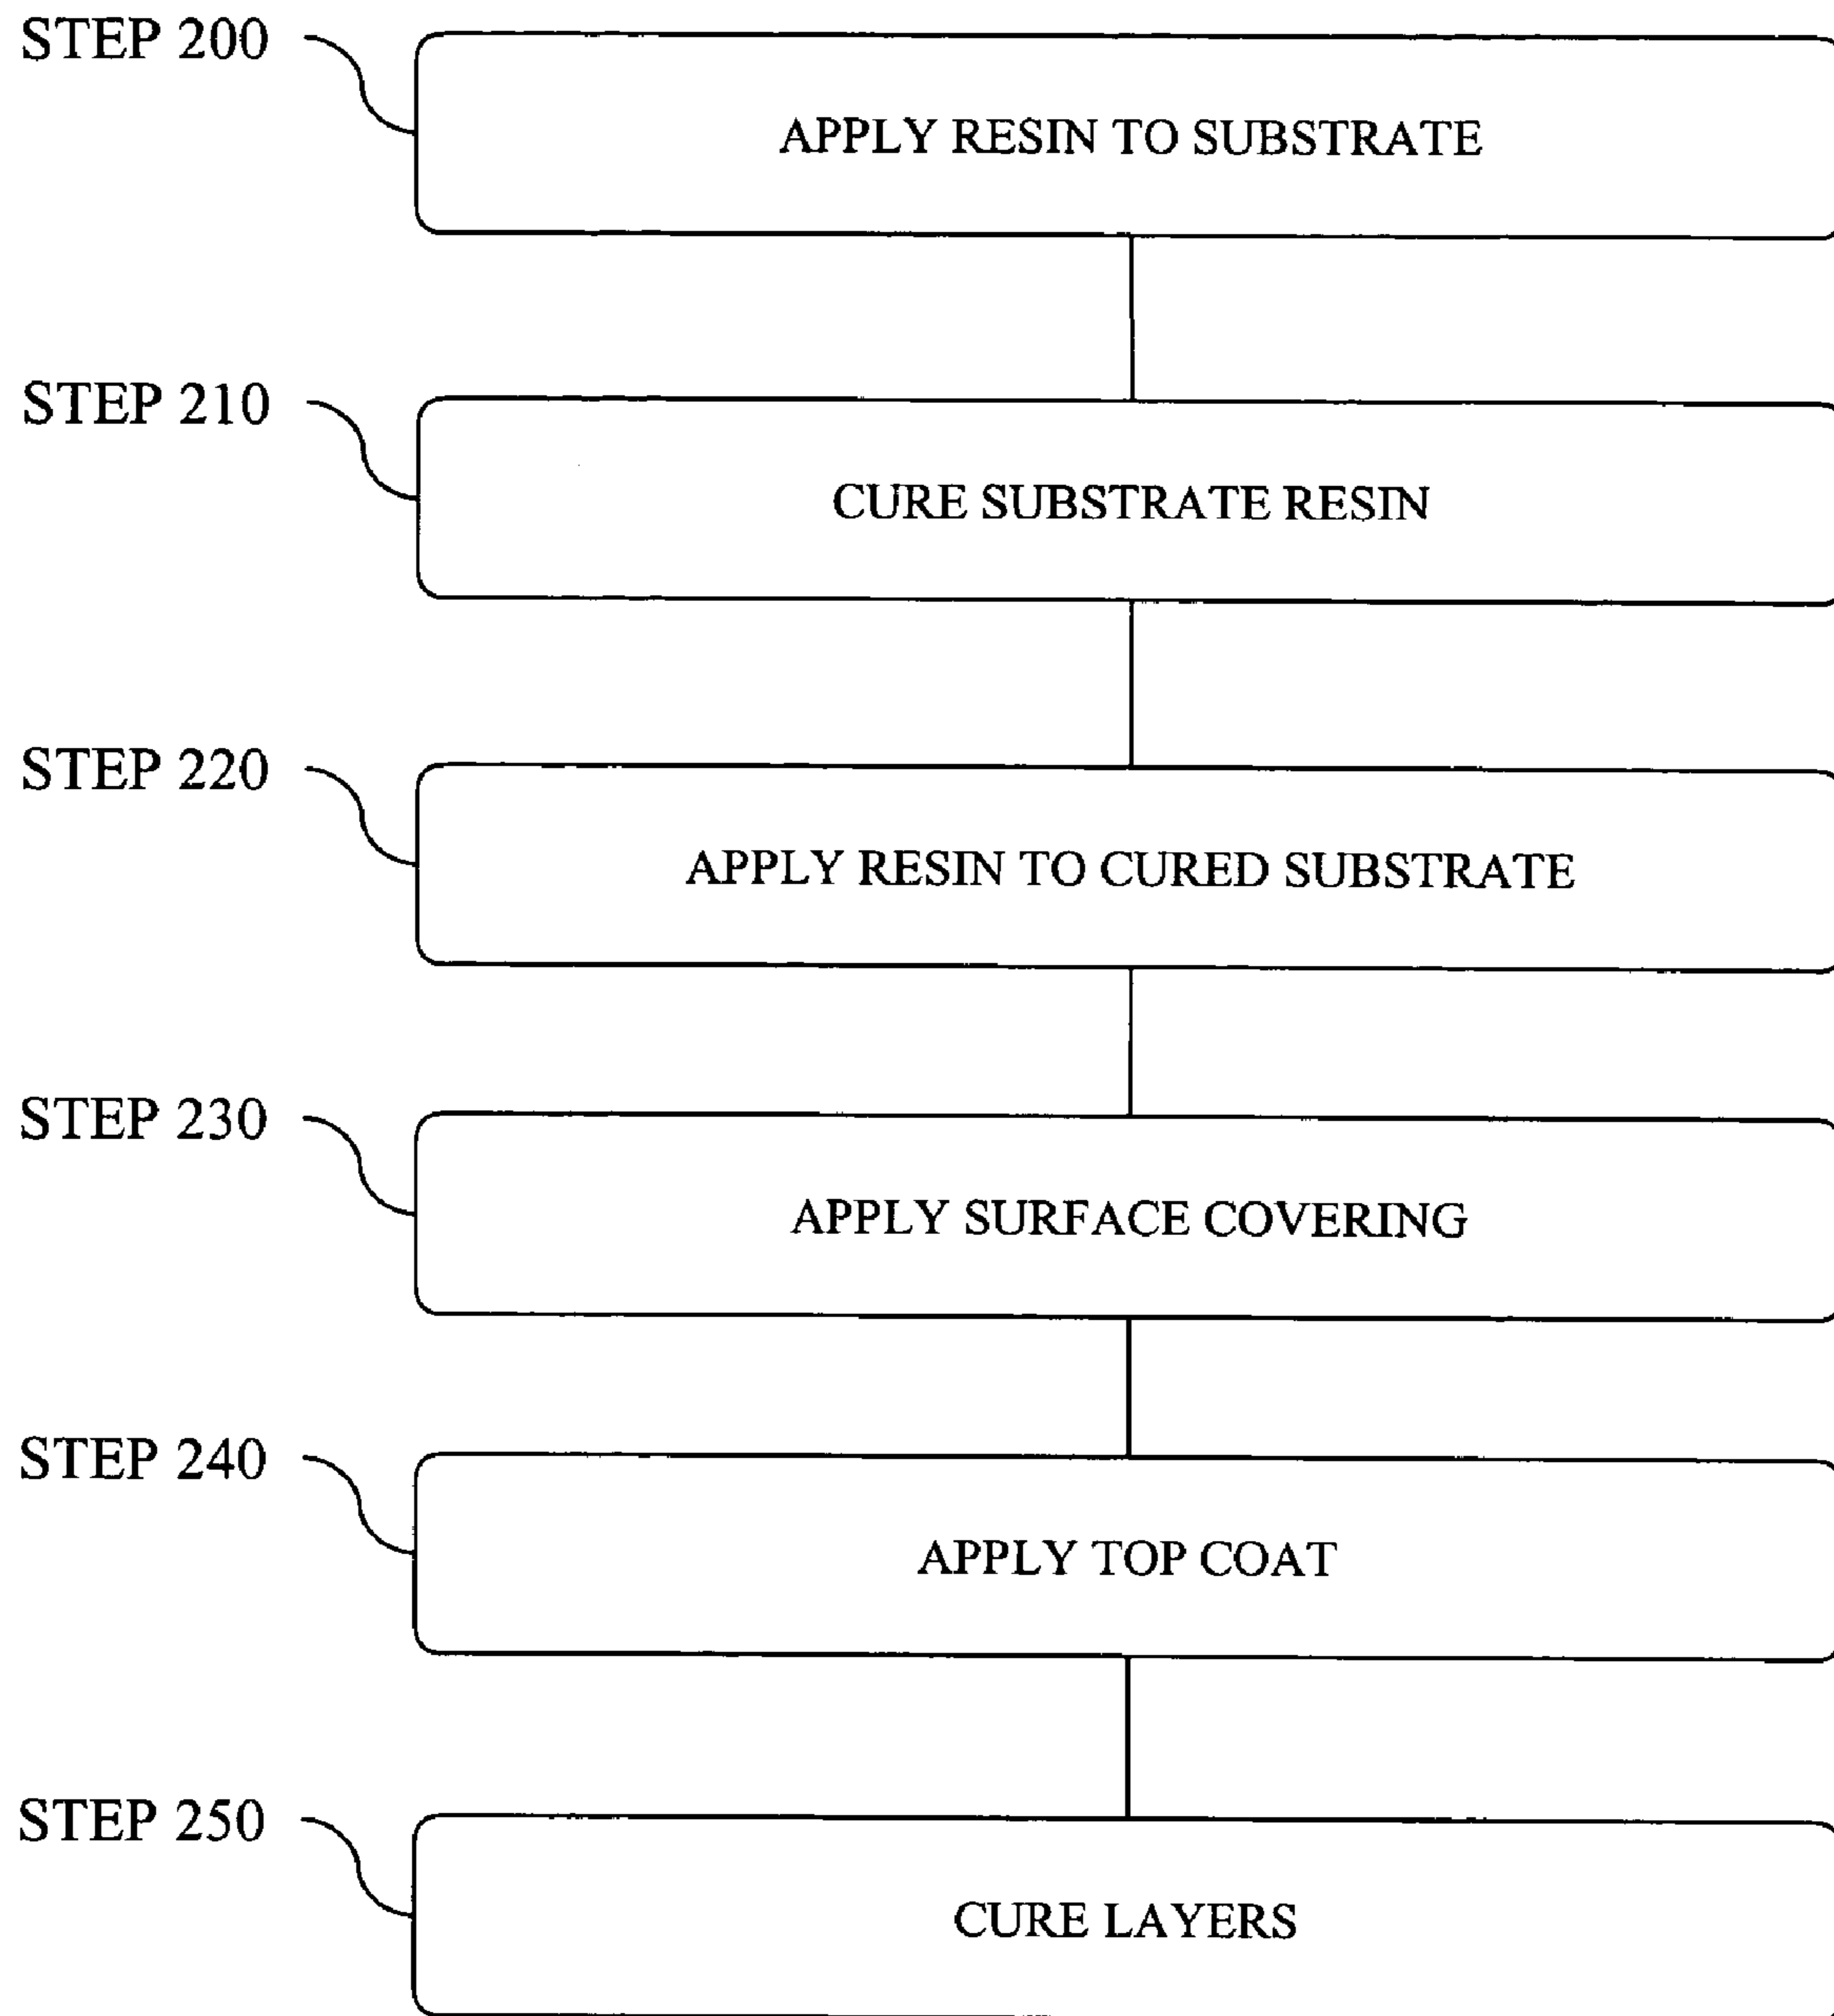 STEP 200
APPLY RESIN TO SUBSTRATE
STEP 210
CURE SUBSTRATE RESIN
STEP 220
APPLY RESIN TO CURED SUBSTRATE
STEP 230
APPLY SURFACE COVERING
STEP 240
APPLY TOP COAT
STEP 250
CURE LAYERS